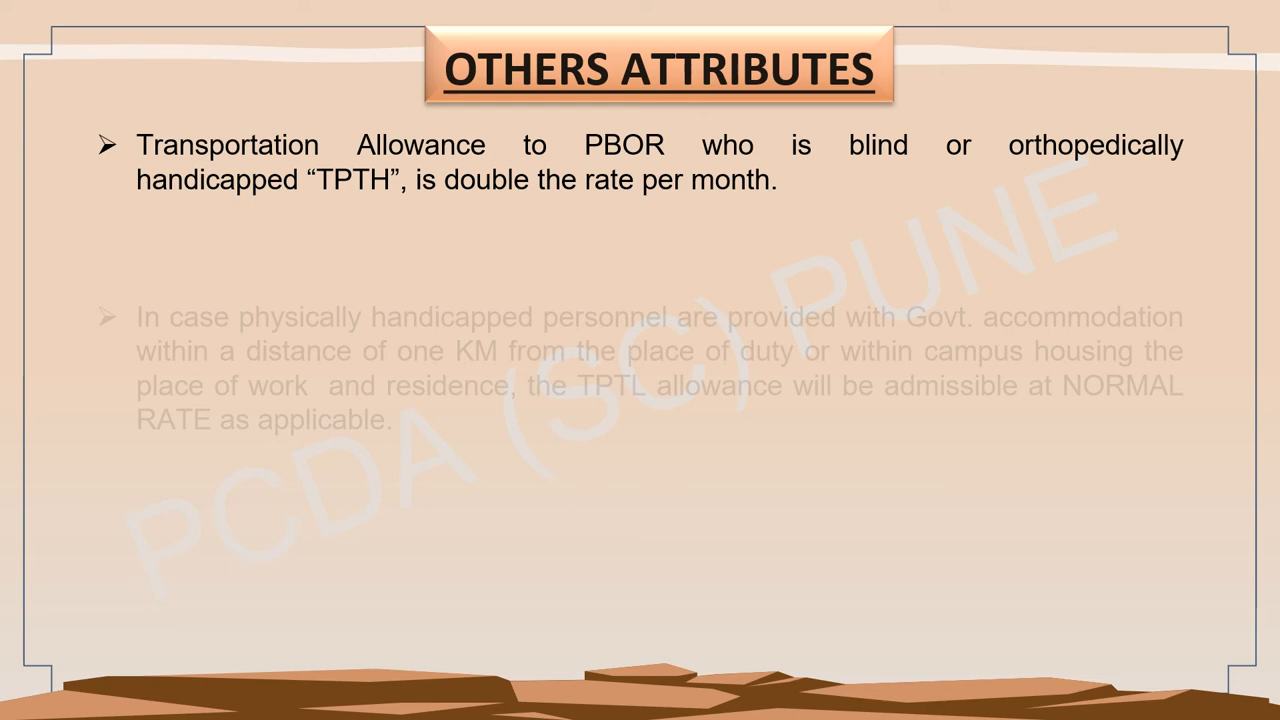 OTHERS ATTRIBUTES
➢ Transportation Allowance to PBOR who is blind or orthopedically
handicapped “TPTH”, is double the rate per month.
➢ In case physically handicapped personnel are provided with Govt. accommodation
within a distance of one KM from the place of duty or within campus housing the
place of work and residence, the TPTL allowance will be admissible at NORMAL
RATE as applicable.
PCDA (SC) PUNE